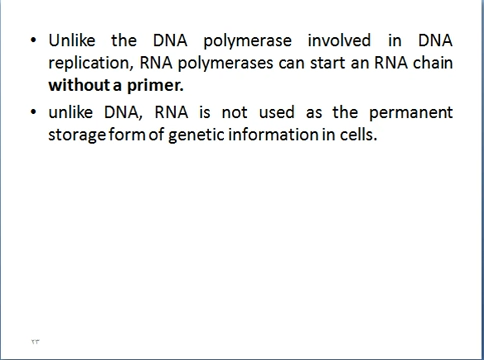 • Unlike the DNA polymerase involved in DNA
replication, RNA polymerases can start an RNA chain
without a primer.
• unlike DNA, RNA is not used as the permanent
storage form of genetic information in cells.
٢٣